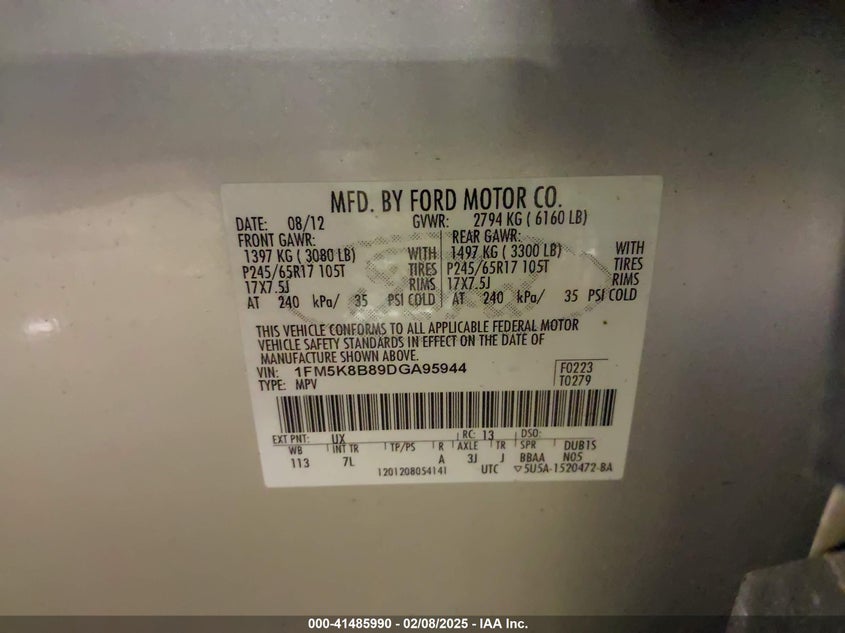 MFD. BY FORD MOTOR CO.
DATE: 08/12 GVWR: 2794 KG ( 6160 LB)
FRONT GAWR: REAR GAWR:
1397 KG ( 3080 LB) WITH 1497 KG ( 3300 LB) WITH
P245/65R17 105T TIRES P245/65R17 105T TIRES
17X7.5J RIMS 17X7.5J RIMS
AT 240 kPa/ 35 PSI COLD AT 240 kPa/ 35 PSI COLD
THIS VEHICLE CONFORMS TO ALL APPLICABLE FEDERAL MOTOR
VEHICLE SAFETY STANDARDS IN EFFECT ON THE DATE OF
MANUFACTURE SHOWN ABOVE.
VIN: 1FM5K8B89DGA95944 F0223
TYPE: MPV T0279
EXT PNT: UX RC: 13 DSO:
WB INT TR TP/PS R AXLE TR SPR DUB1S
113 7L A 3J J BBAA N05
1201208054141 UTC ▽5U5A-1520472-BA
000-41485990 - 02/08/2025 - IAA Inc.